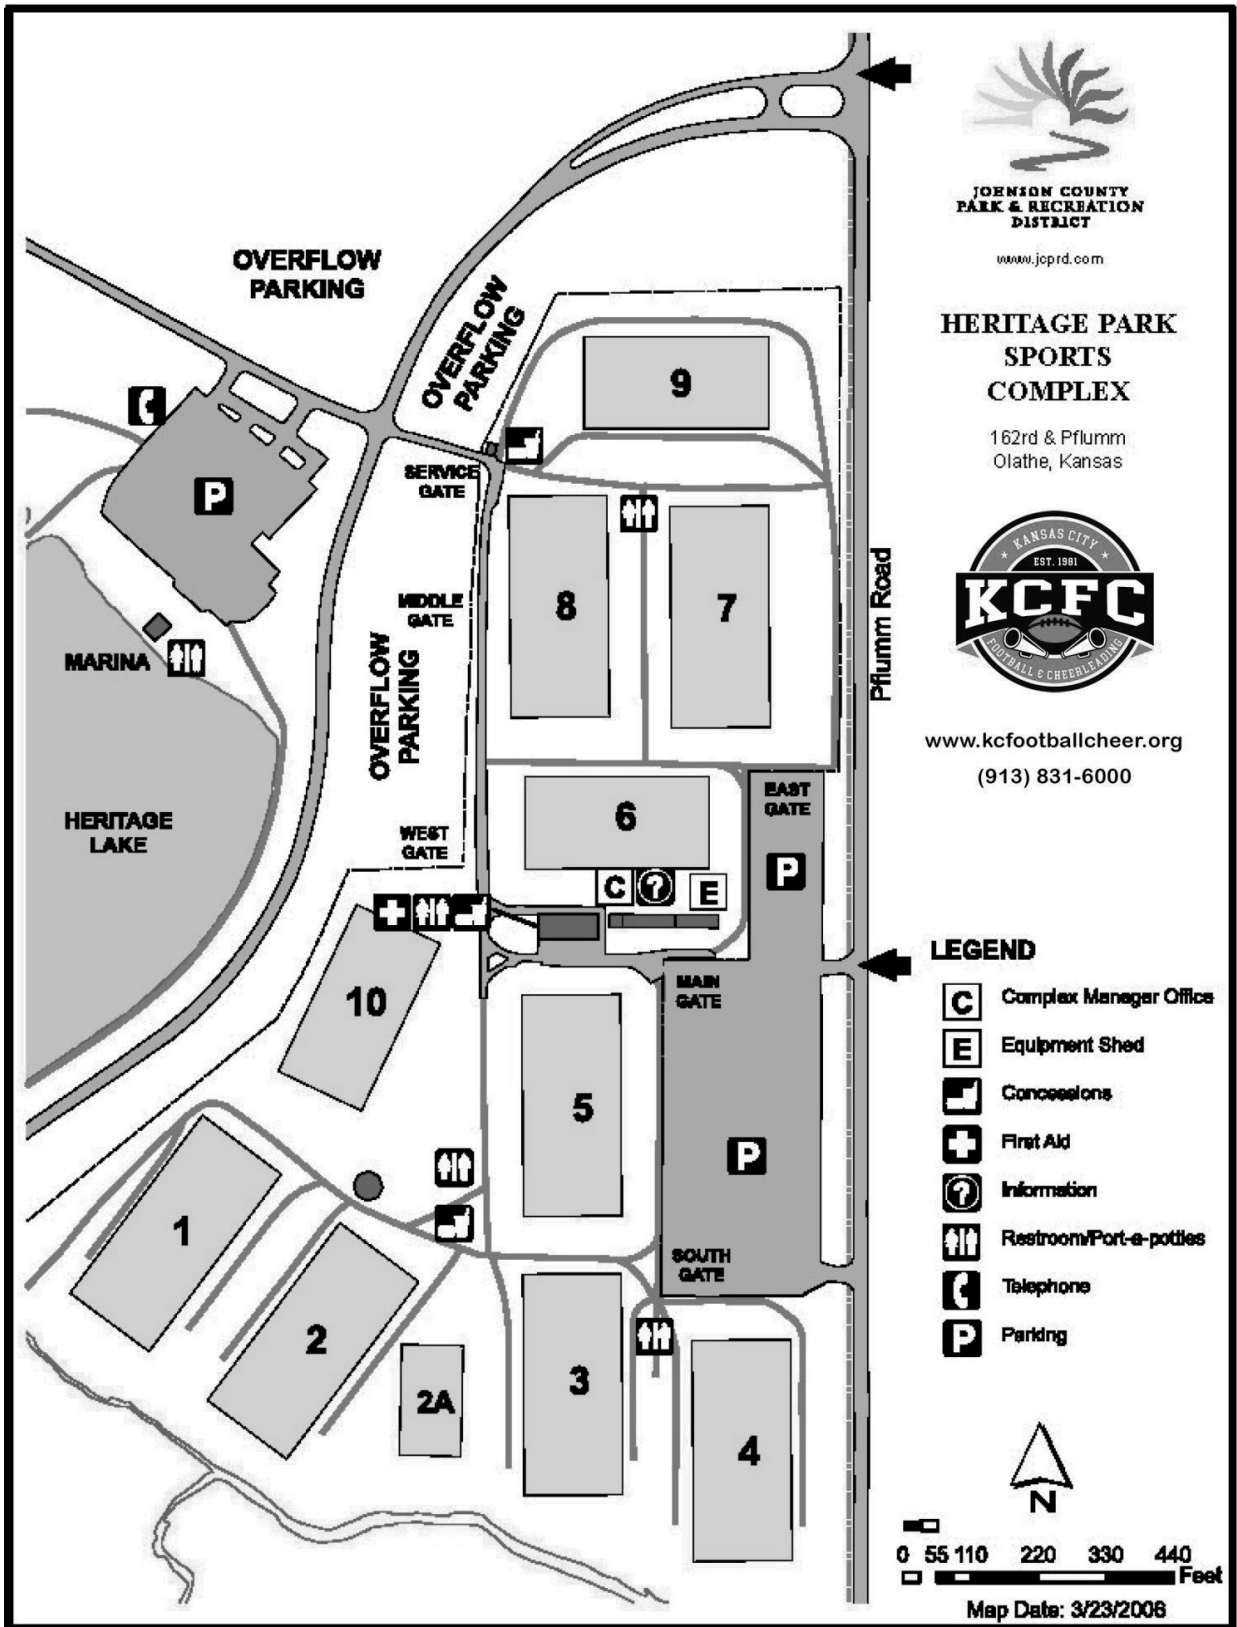 JOHNSON COUNTY
PARK & RECREATION
DISTRICT
www.jcprd.com
HERITAGE PARK
SPORTS
COMPLEX
162rd & Pflumm
Olathe, Kansas
KANSAS CITY
EST. 1981
KCFC
FOOTBALL & CHEERLEADING
www.kcfootballcheer.org
(913) 831-6000
OVERFLOW
PARKING
OVERFLOW
PARKING
9
SERVICE
GATE
P
8
7
Pflumm Road
MIDDLE
GATE
OVERFLOW
PARKING
MARINA
HERITAGE
LAKE
6
EAST
GATE
P
WEST
GATE
C
?
E
MAIN
GATE
10
5
P
1
SOUTH
GATE
2
2A
3
4
LEGEND
C Complex Manager Office
E Equipment Shed
Concessions
First Aid
? Information
Restroom/Port-a-potties
Telephone
P Parking
N
0 55 110 220 330 440
Feet
Map Date: 3/23/2006